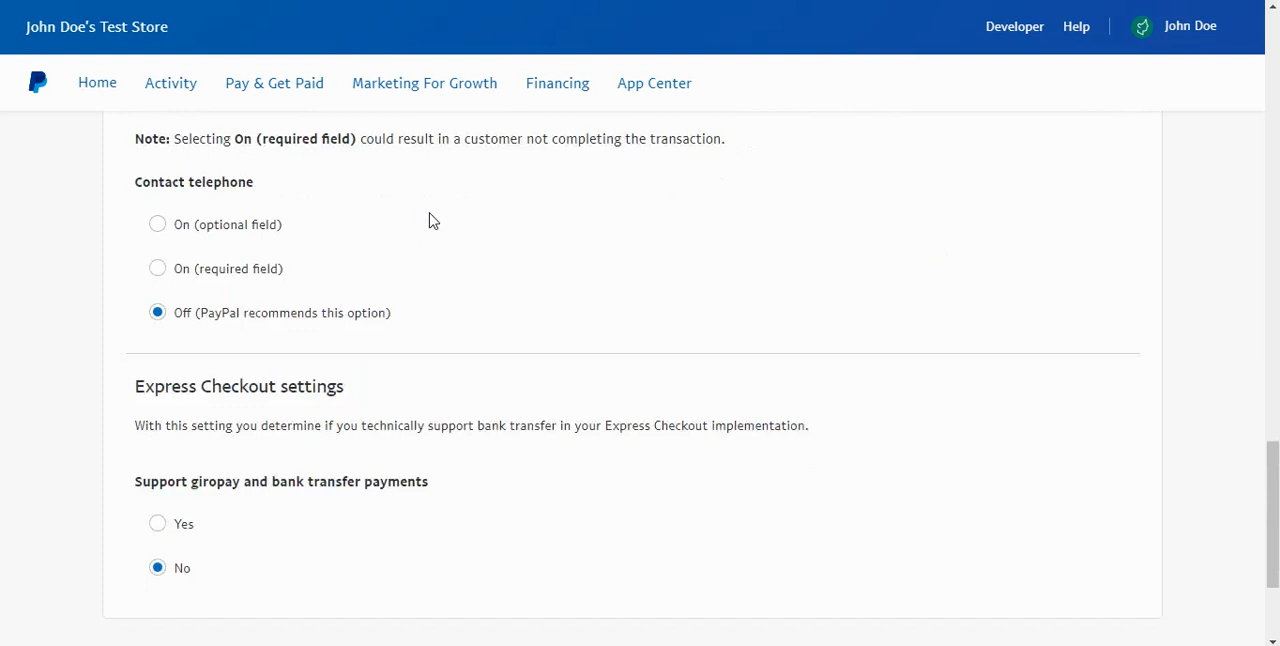 John Doe's Test Store
Developer Help John Doe
Home Activity Pay & Get Paid Marketing For Growth Financing App Center
Note: Selecting On (required field) could result in a customer not completing the transaction.
Contact telephone
On (optional field)
On (required field)
Off (PayPal recommends this option)
Express Checkout settings
With this setting you determine if you technically support bank transfer in your Express Checkout implementation.
Support giropay and bank transfer payments
Yes
No